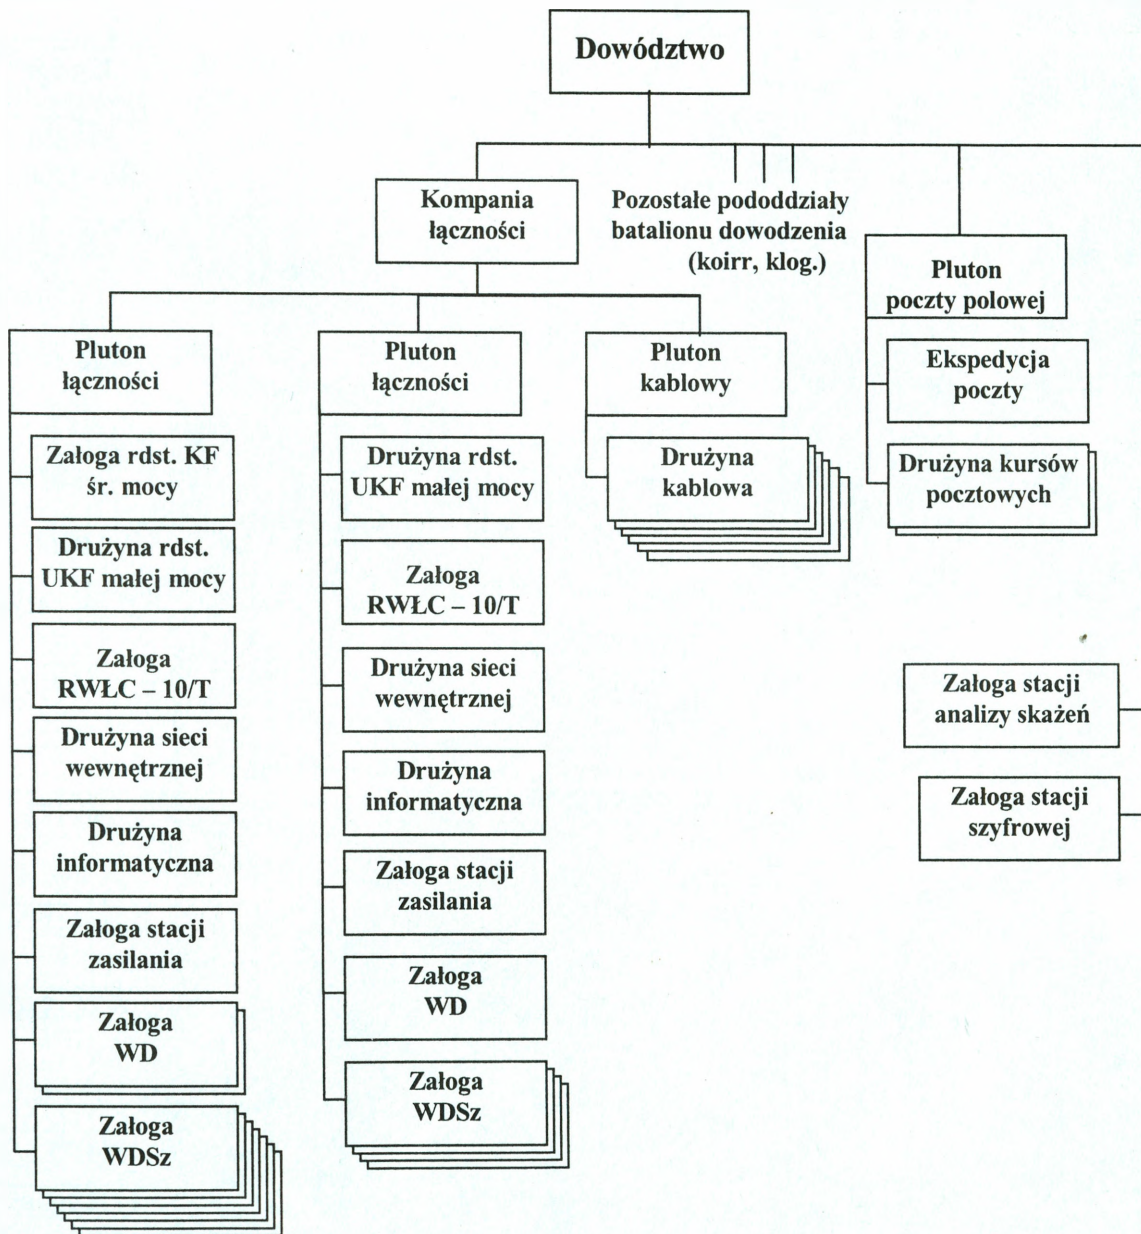 Dowództwo
Kompania
łączności
Pozostałe pododdziały
batalionu dowodzenia
(koirr, klog.)
Pluton
poczty polowej
Ekspedycja
poczty
Drużyna kursów
pocztowych
Pluton
łączności
Załoga rdst. KF
śr. mocy
Drużyna rdst.
UKF małej mocy
Załoga
RWŁC – 10/T
Drużyna sieci
wewnętrznej
Drużyna
informatyczna
Załoga stacji
zasilania
Załoga
WD
Załoga
WDSz
Pluton
łączności
Drużyna rdst.
UKF małej mocy
Załoga
RWŁC – 10/T
Drużyna sieci
wewnętrznej
Drużyna
informatyczna
Załoga stacji
zasilania
Załoga
WD
Załoga
WDSz
Pluton
kablowy
Drużyna
kablowa
Załoga stacji
analizy skażeń
Załoga stacji
szyfrowej